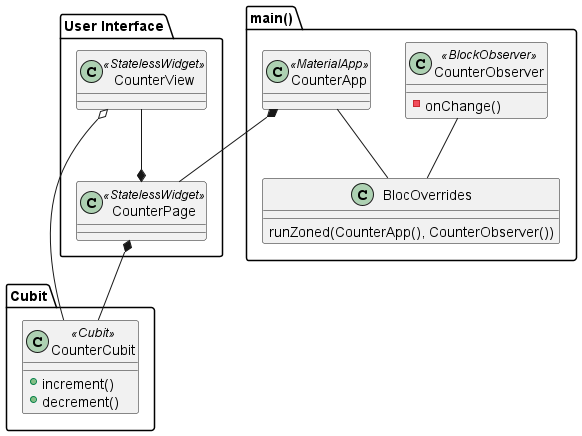 User Interface
C «StatelessWidget»
CounterView
C «StatelessWidget»
CounterPage
main()
C «MaterialApp»
CounterApp
C «BlockObserver»
CounterObserver
onChange()
C BlocOverrides
runZoned(CounterApp(), CounterObserver())
Cubit
C «Cubit»
CounterCubit
increment()
decrement()